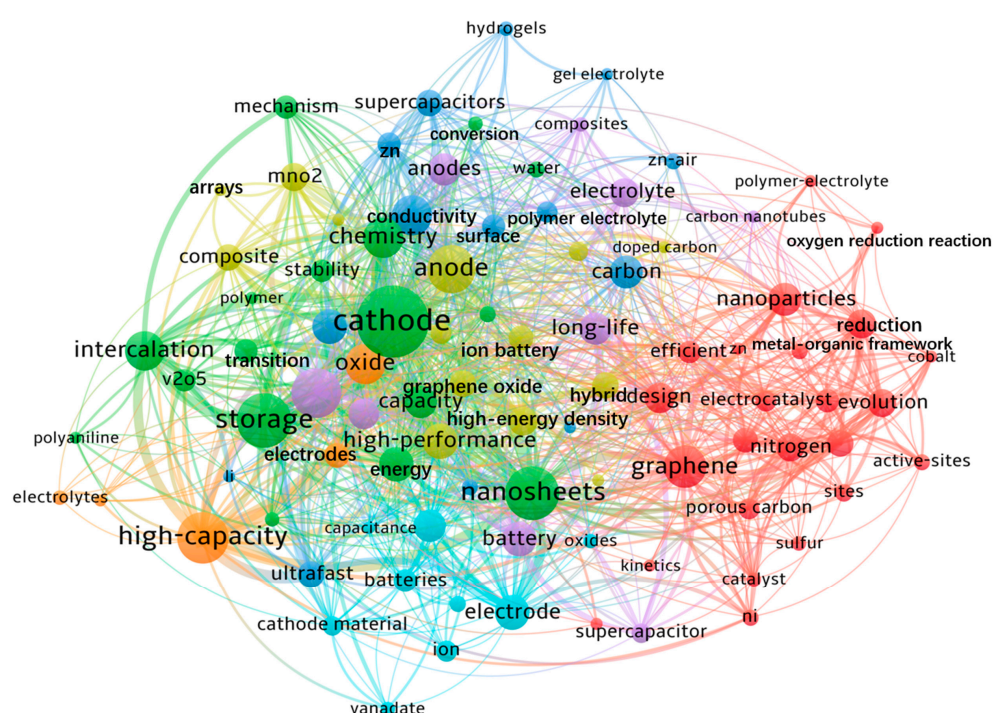 hydrogels
gel electrolyte
mechanism
supercapacitors
conversion
composites
zn
anodes
water
zn-air
mno2
arrays
electrolyte
polymer-electrolyte
conductivity
polymer electrolyte
carbon nanotubes
chemistry
surface
oxygen reduction reaction
composite
stability
anode
doped carbon
carbon
polymer
nanoparticles
cathode
long-life
reduction
intercalation
transition
oxide
ion battery
efficient
zn
metal-organic framework
cobalt
v2o5
graphene oxide
capacity
hybrid
design
electrocatalyst
evolution
storage
high-energy density
polyaniline
high-performance
electrodes
nitrogen
energy
graphene
active-sites
li
electrolytes
nanosheets
sites
porous carbon
high-capacity
capacitance
battery
oxides
sulfur
ultrafast
batteries
kinetics
catalyst
cathode material
electrode
ni
supercapacitor
ion
vanadate